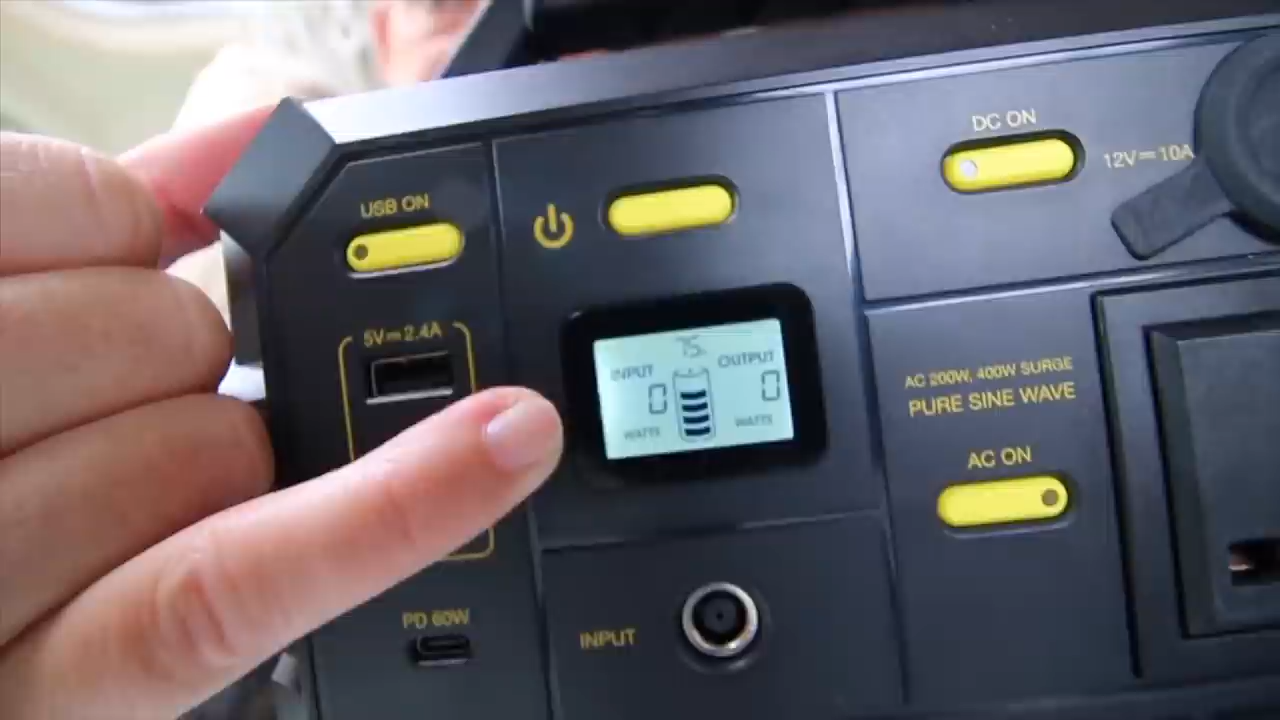 USB ON
5V⎓2.4A
PD 60W
75
INPUT
0
WATTS
OUTPUT
0
WATTS
INPUT
DC ON
12V⎓10A
AC 200W, 400W SURGE
PURE SINE WAVE
AC ON